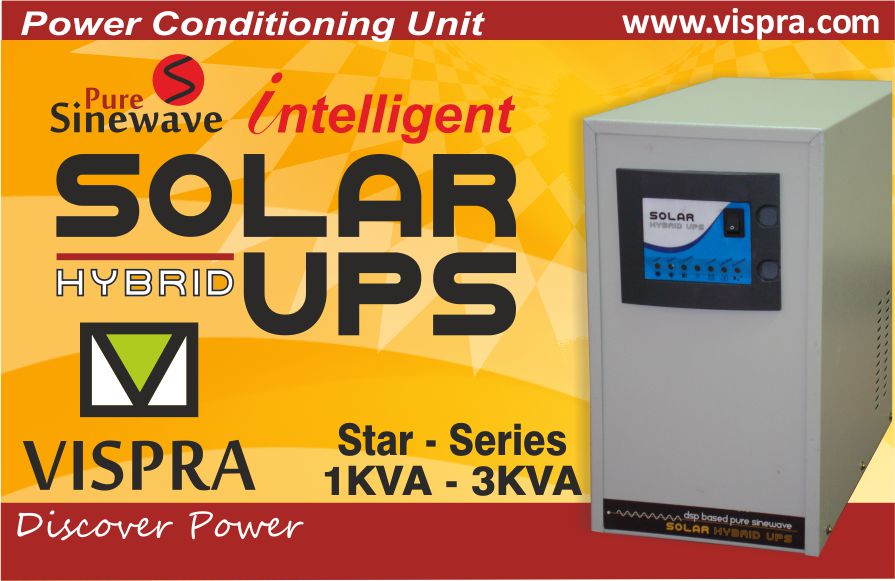 Power Conditioning Unit
www.vispra.com
Pure
Sinewave
intelligent
SOLAR
HYBRID
UPS
VISPRA
Star - Series
1KVA - 3KVA
Discover Power
SOLAR
HYBRID UPS
dsp based pure sinewave
SOLAR HYBRID UPS